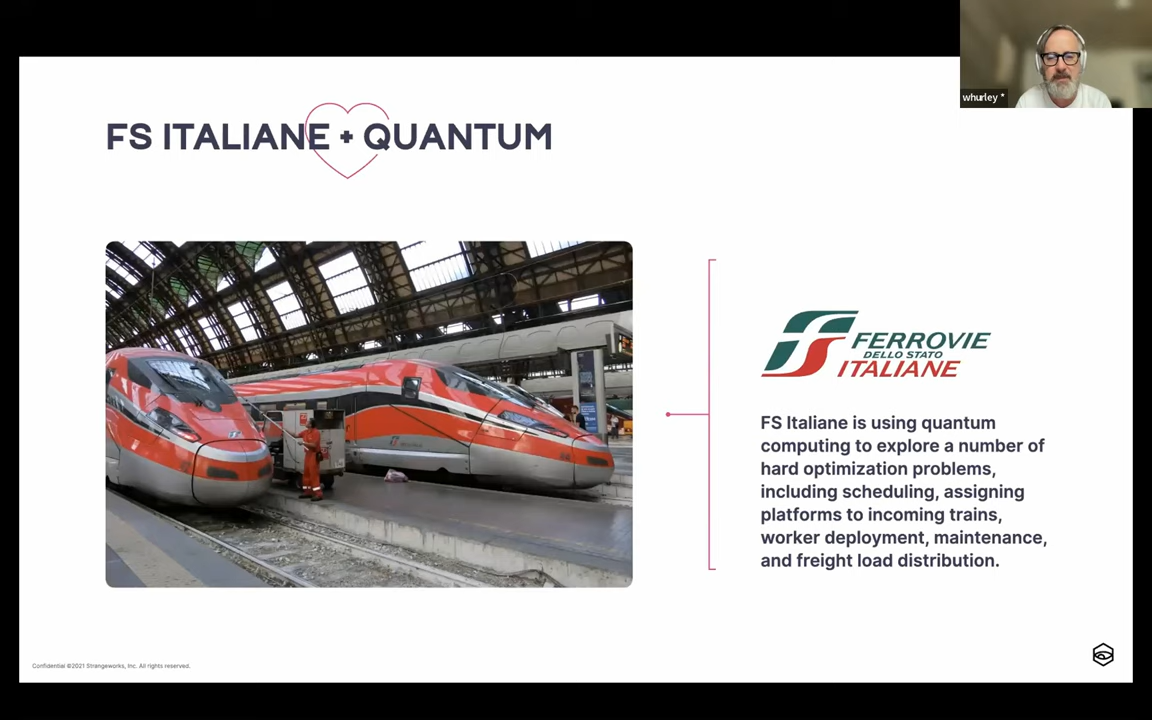 whurley *
FS ITALIANE + QUANTUM
FERROVIE
DELLO STATO
ITALIANE
FS Italiane is using quantum
computing to explore a number of
hard optimization problems,
including scheduling, assigning
platforms to incoming trains,
worker deployment, maintenance,
and freight load distribution.
Confidential ©2021 Strangeworks, Inc. All rights reserved.